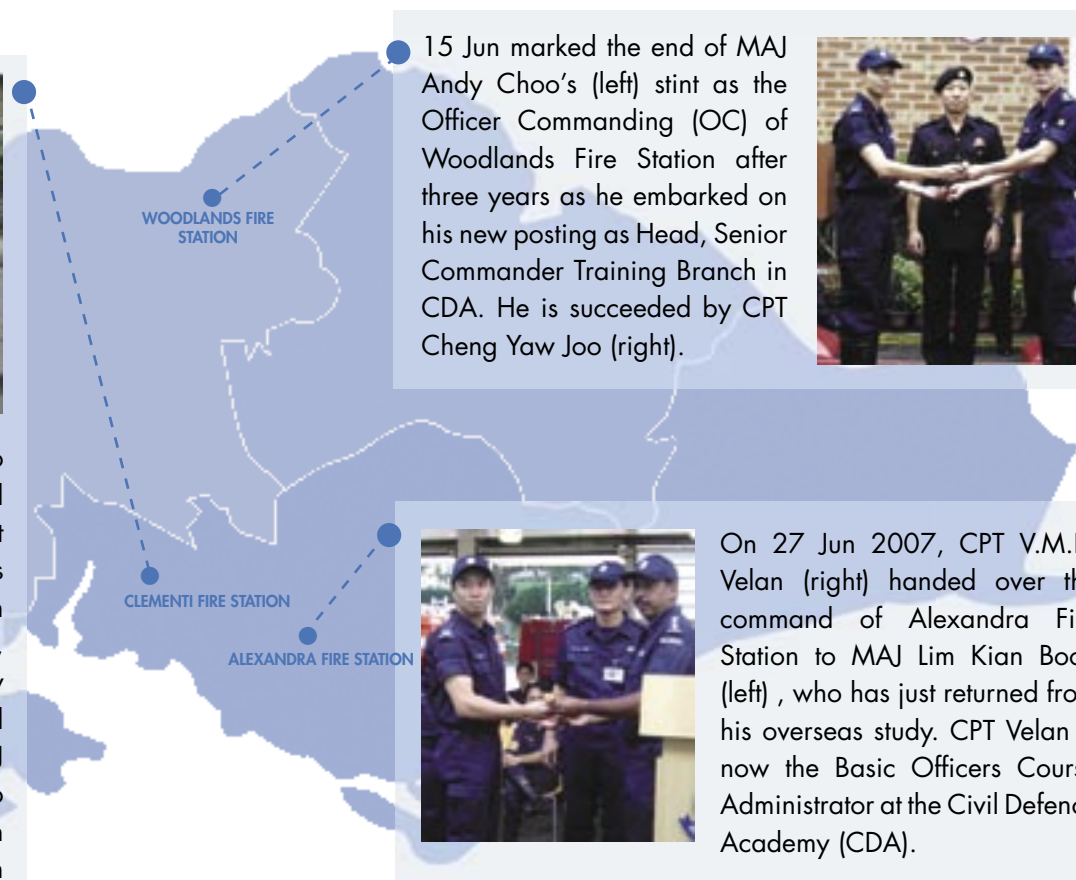 15 Jun marked the end of MAJ
Andy Choo's (left) stint as the
Officer Commanding (OC) of
Woodlands Fire Station after
three years as he embarked on
his new posting as Head, Senior
Commander Training Branch in
CDA. He is succeeded by CPT
Cheng Yaw Joo (right).
WOODLANDS FIRE
STATION
CLEMENTI FIRE STATION
ALEXANDRA FIRE STATION
On 27 Jun 2007, CPT
Velan (right) handed over
command of Alexandra
Station to MAJ Lim Kian
(left) , who has just returned
his overseas study. CPT Velan
now the Basic Officers
Administrator at the Civil
Academy (CDA).